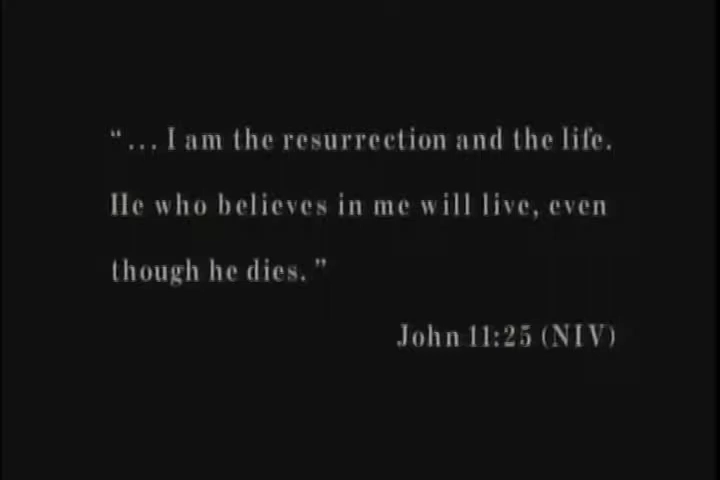 “... I am the resurrection and the life.
He who believes in me will live, even
though he dies.”
John 11:25 (NIV)